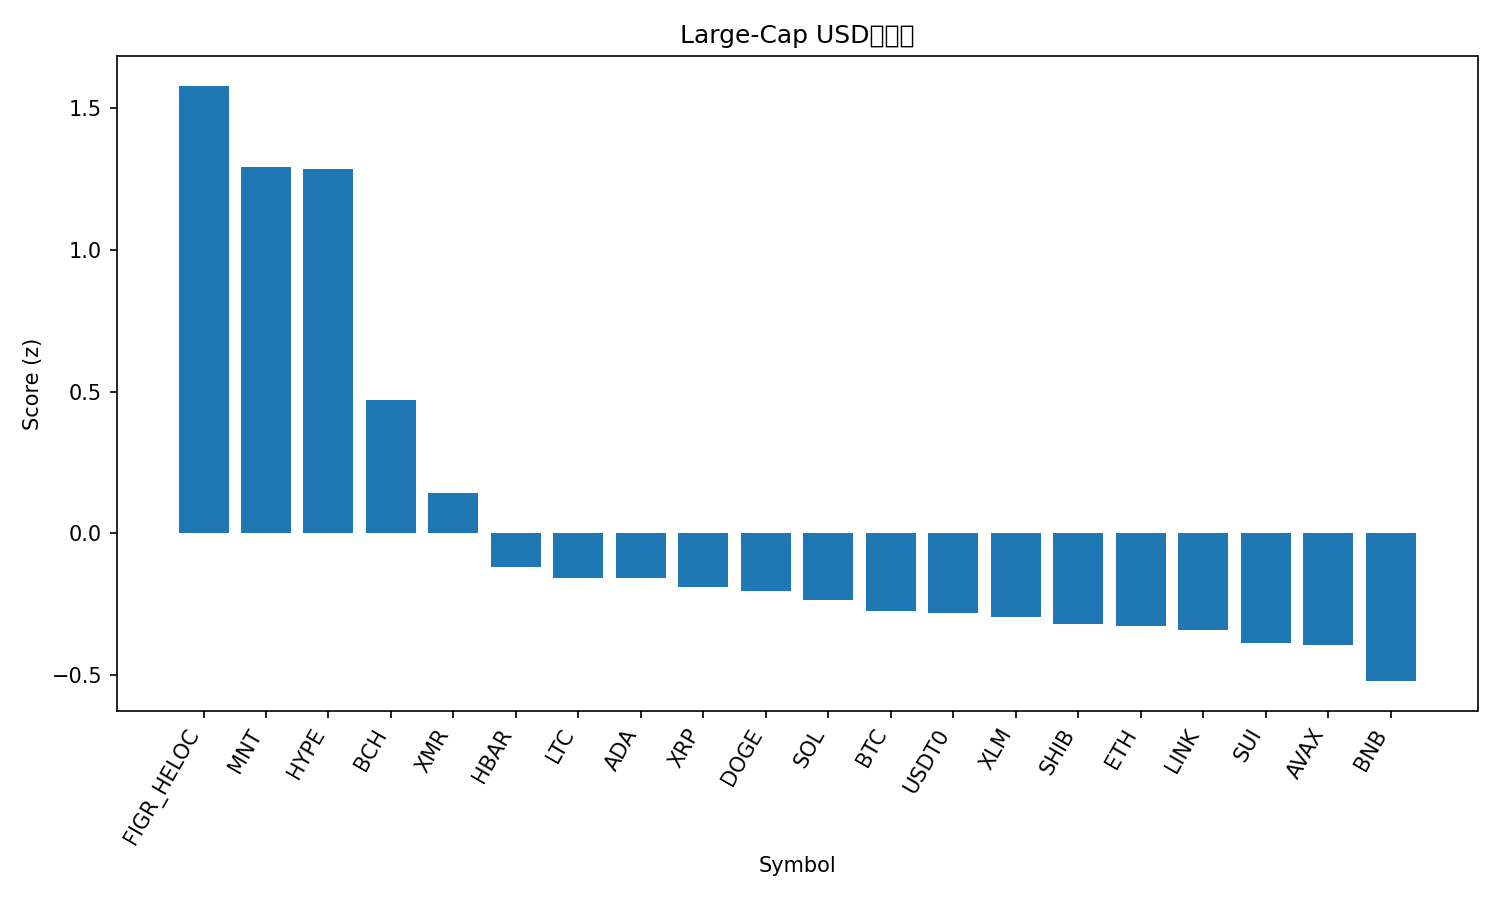 Large-Cap USD
Score (z)
1.5
1.0
0.5
0.0
−0.5
FIGR_HELOC
MNT
HYPE
BCH
XMR
HBAR
LTC
ADA
XRP
DOGE
SOL
BTC
USDT0
XLM
SHIB
ETH
LINK
SUI
AVAX
BNB
Symbol